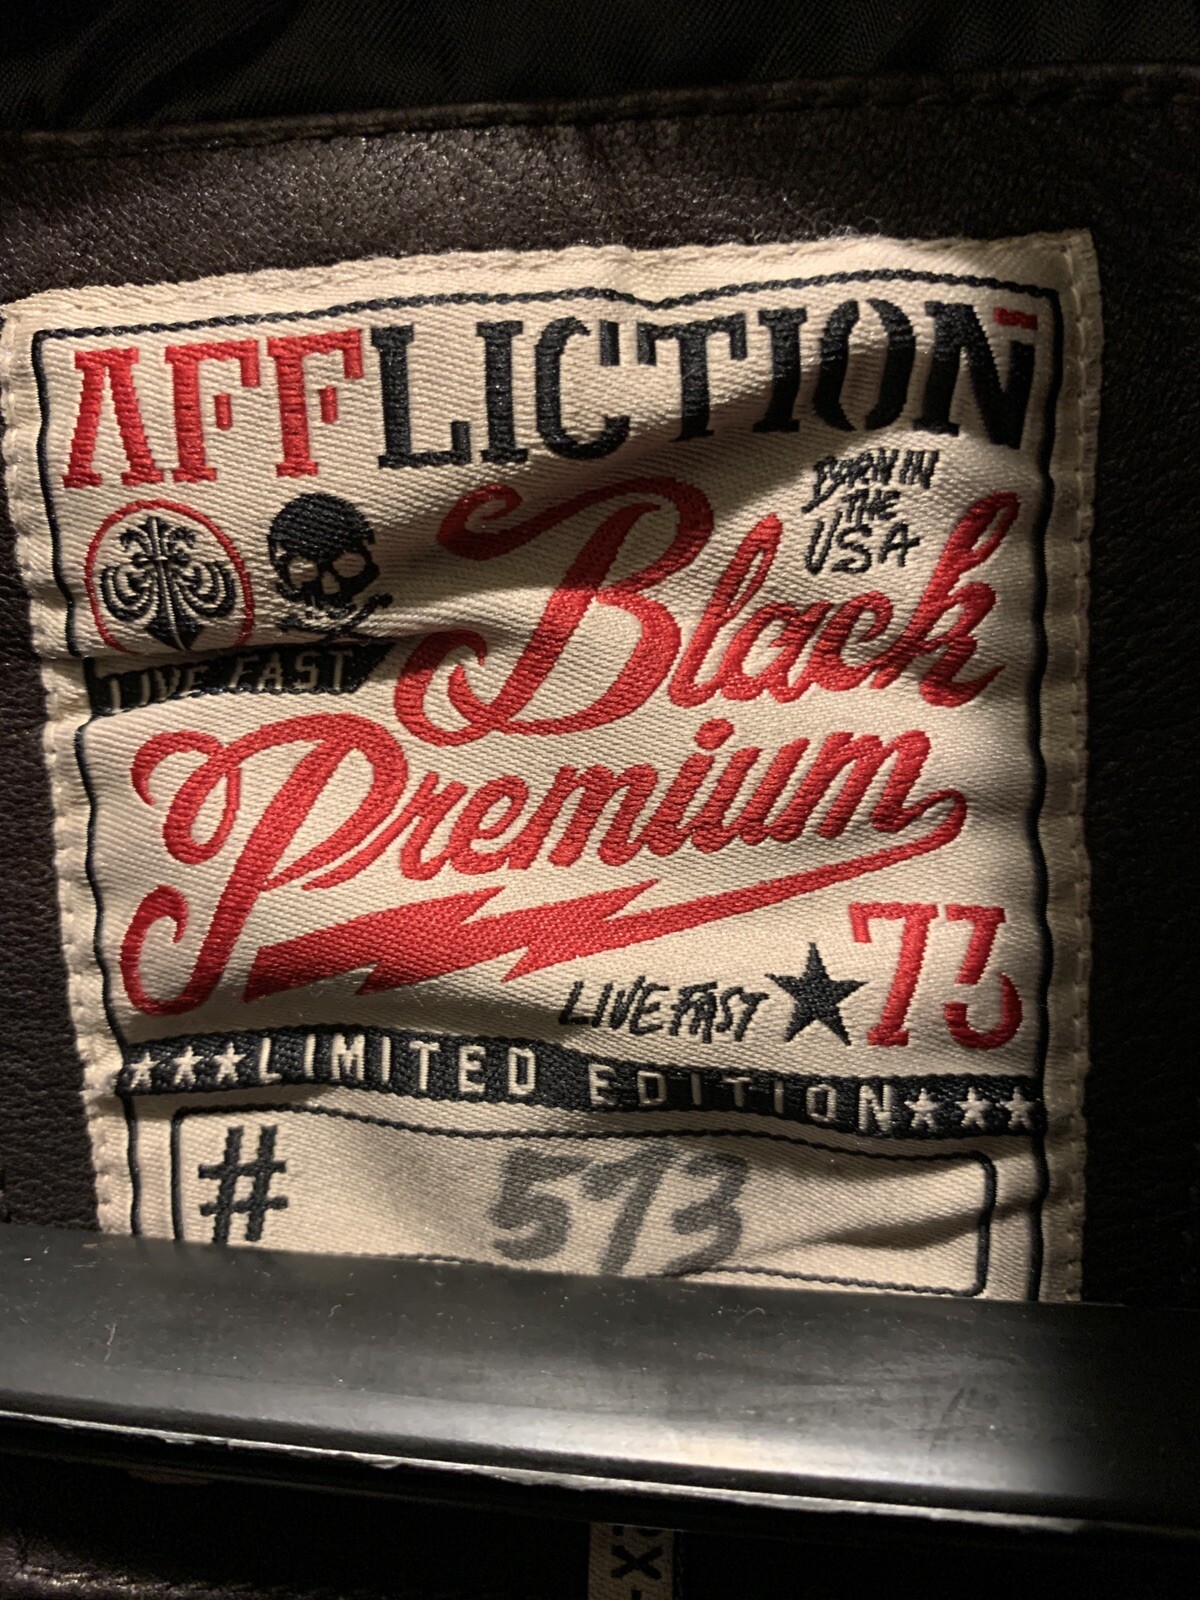 AFFLICTION
BORN IN
THE
USA
LIVE FAST
Black
Premium
LIVE FAST ★ 73
★★★LIMITED EDITION★★★
# 573